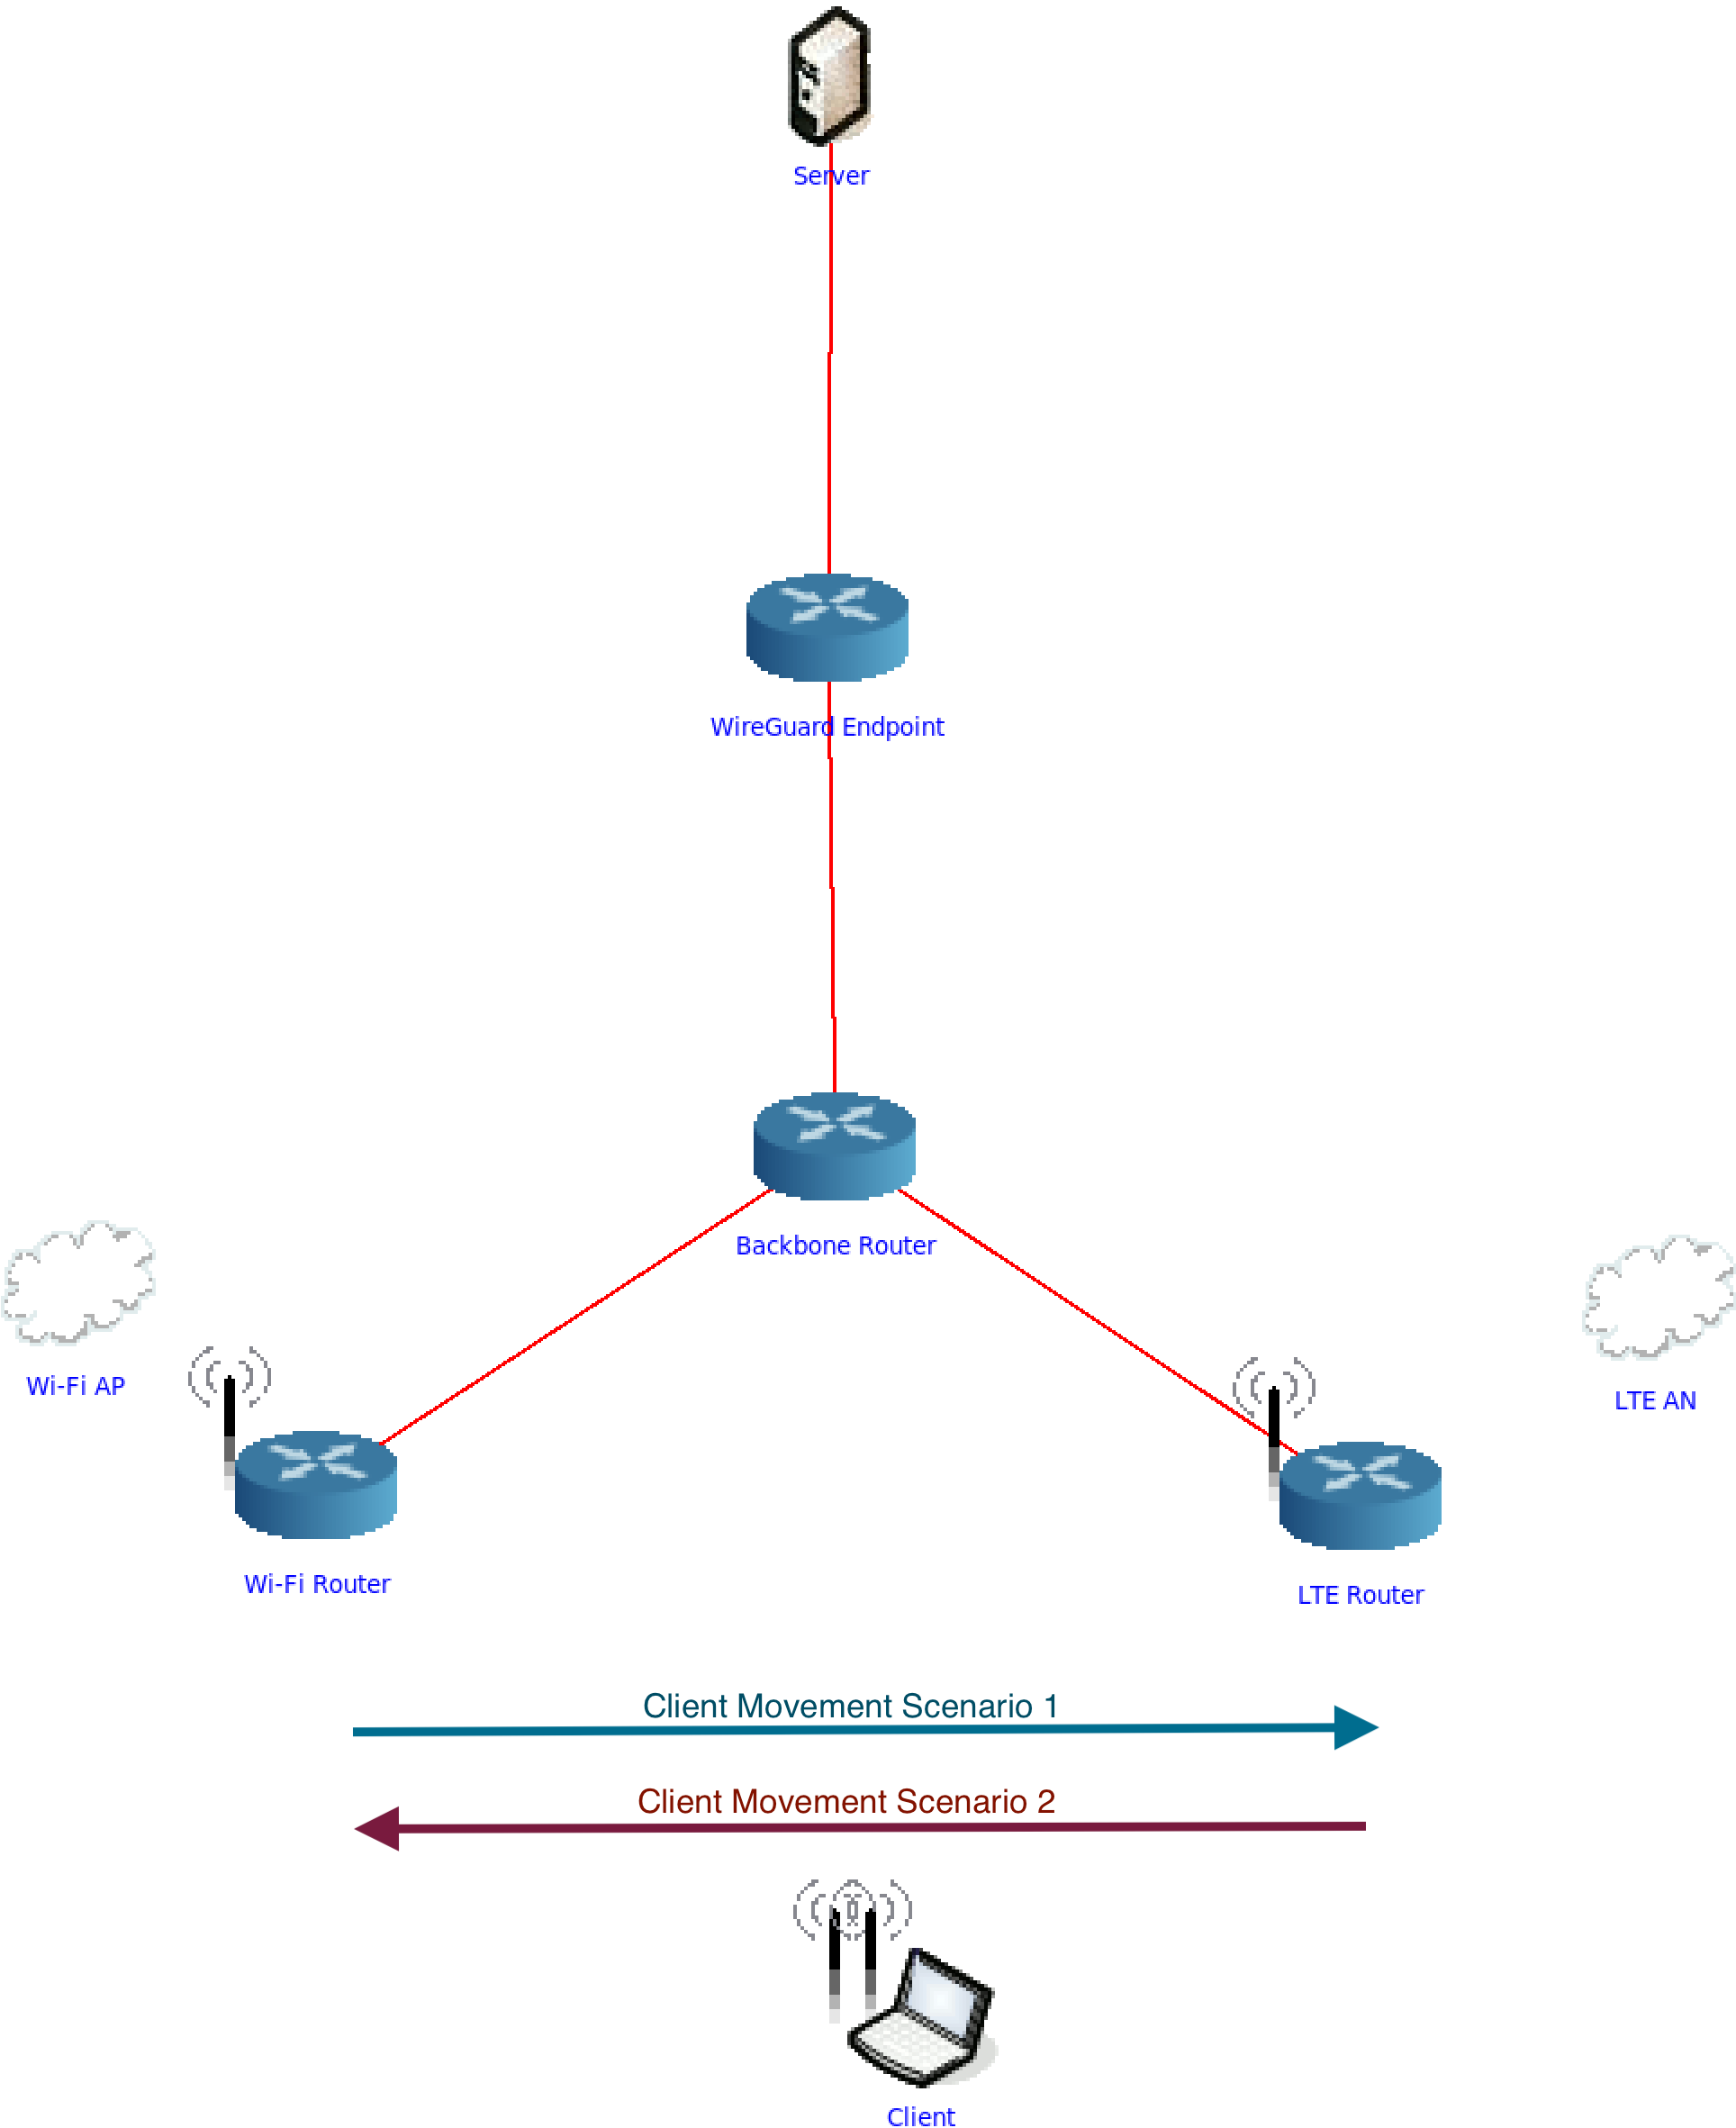 Server
WireGuard Endpoint
Backbone Router
Wi-Fi AP
LTE AN
Wi-Fi Router
LTE Router
Client Movement Scenario 1
Client Movement Scenario 2
Client